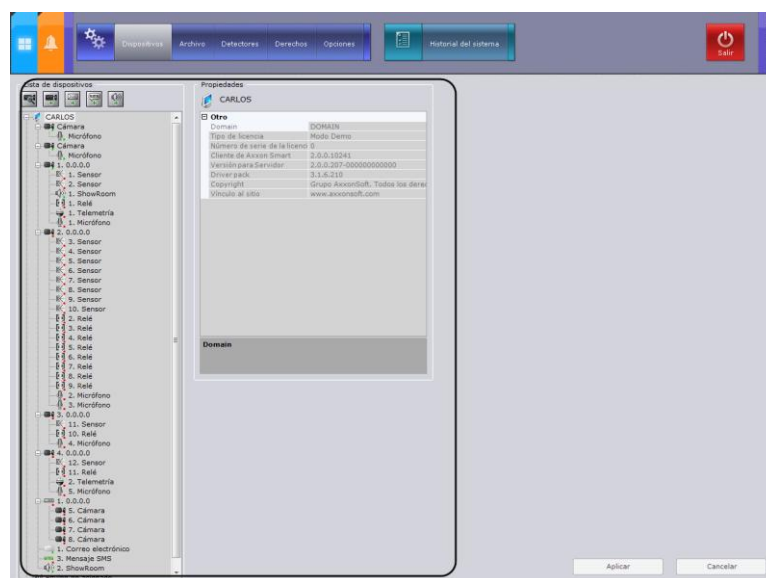 Dispositivos Archivo Detectores Derechos Opciones Historial del sistema Salir
Lista de dispositivos
CARLOS
Cámara
Micrófono
Cámara
Micrófono
1. 0.0.0.0
1. Sensor
2. Sensor
1. ShowRoom
1. Relé
1. Telemetría
1. Micrófono
2. 0.0.0.0
3. Sensor
4. Sensor
5. Sensor
6. Sensor
7. Sensor
8. Sensor
9. Sensor
10. Sensor
2. Relé
3. Relé
4. Relé
5. Relé
6. Relé
7. Relé
8. Relé
9. Relé
2. Micrófono
3. Micrófono
3. 0.0.0.0
11. Sensor
10. Relé
4. Micrófono
4. 0.0.0.0
12. Sensor
11. Relé
2. Telemetría
5. Micrófono
1. 0.0.0.0
5. Cámara
6. Cámara
7. Cámara
8. Cámara
1. Correo electrónico
3. Mensaje SMS
2. ShowRoom
Propiedades
CARLOS
Otro
Domain DOMAIN
Tipo de licencia Modo Demo
Número de serie de la licenc 0
Cliente de Axxon Smart 2.0.0.10241
Versión para Servidor 2.0.0.207-000000000000
Driver pack 3.1.6.210
Copyright Grupo AxxonSoft. Todos los derec
Vínculo al sitio www.axxonsoft.com
Domain
Aplicar Cancelar